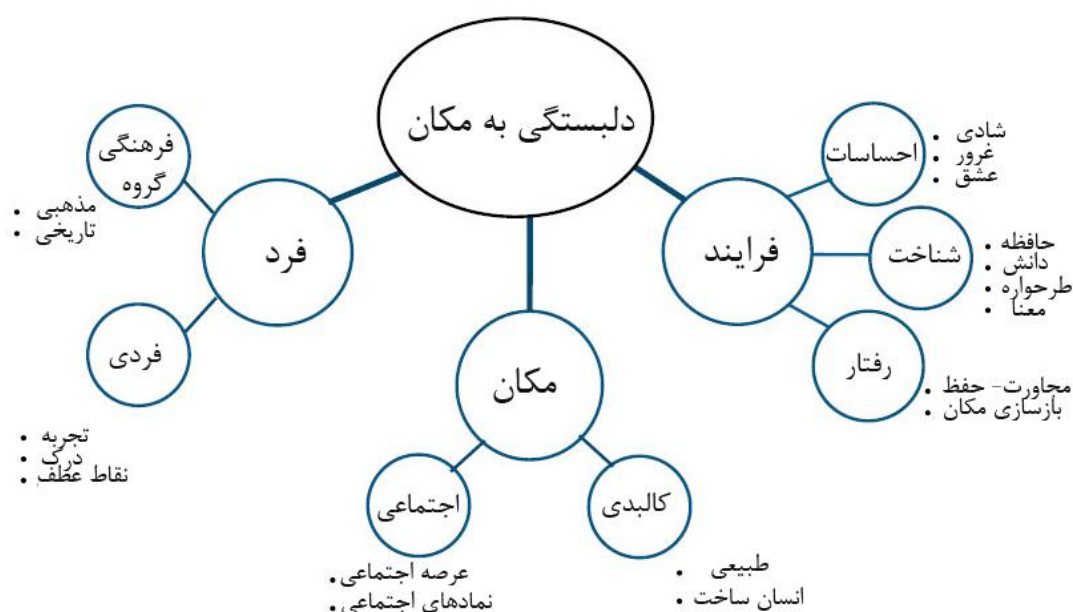 دلبستگی به مکان
فرایند
احساسات
شادی
غرور
عشق
شناخت
حافظه
دانش
طرحواره
معنا
رفتار
مجاورت- حفظ
بازسازی مکان
مکان
کالبدی
طبیعی
انسان ساخت
اجتماعی
عرصه اجتماعی
نمادهای اجتماعی
فرد
فرهنگی
گروه
مذهبی
تاریخی
فردی
تجربه
درک
نقاط عطف